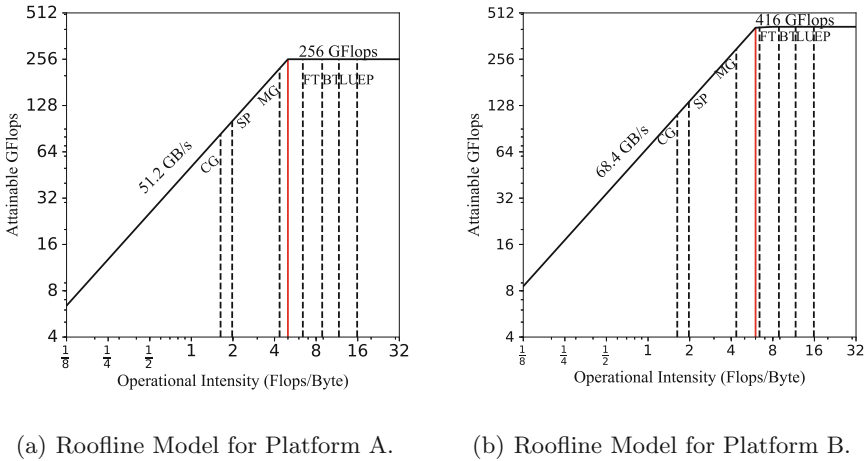 512
256
128
64
32
16
8
4
Attainable GFlops
256 GFlops
FT BT LU EP
MG
SP
CG
51.2 GB/s
1/8 1/4 1/2 1 2 4 8 16 32
Operational Intensity (Flops/Byte)
(a) Roofline Model for Platform A.
512
256
128
64
32
16
8
4
Attainable GFlops
416 GFlops
FT BT LU EP
MG
SP
CG
68.4 GB/s
1/8 1/4 1/2 1 2 4 8 16 32
Operational Intensity (Flops/Byte)
(b) Roofline Model for Platform B.